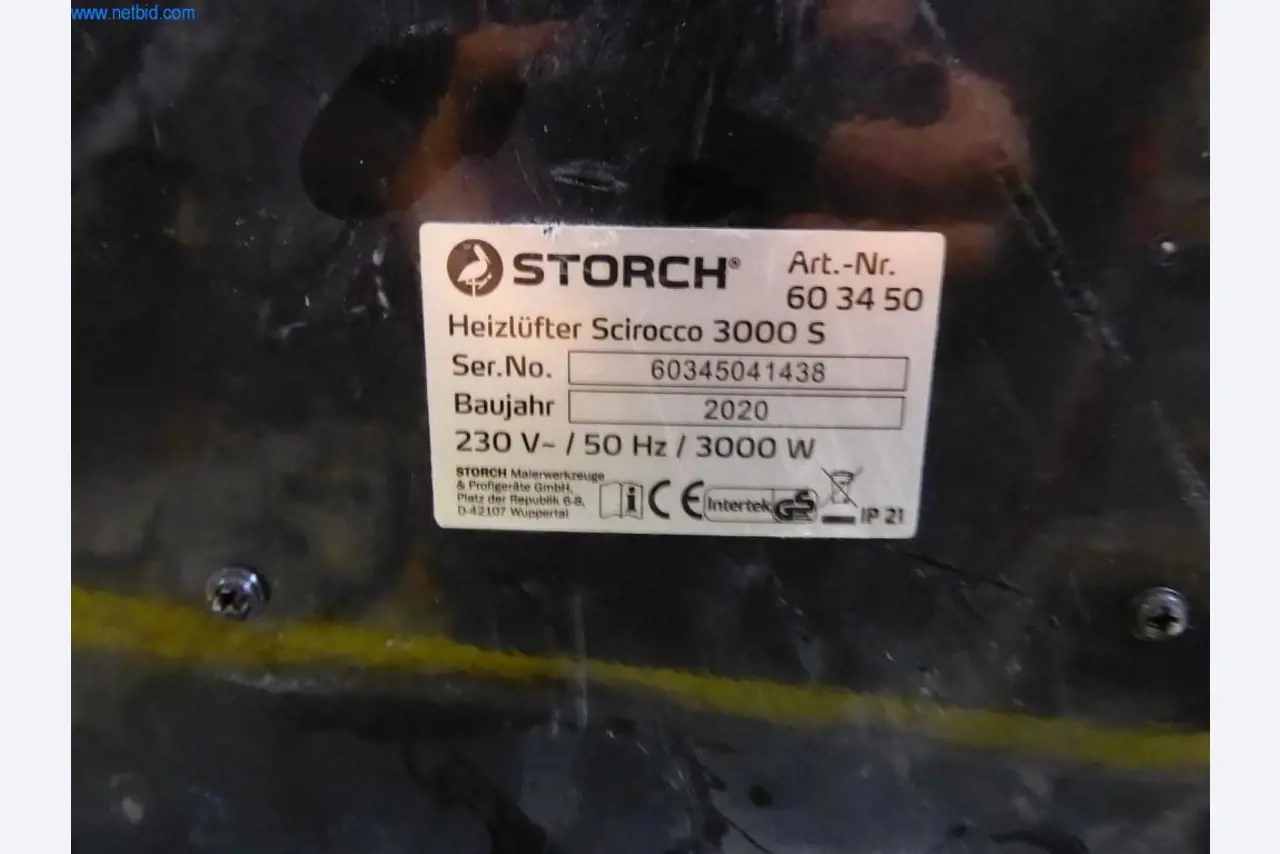 www.netbid.com
STORCH®
Art.-Nr.
60 34 50
Heizlüfter Scirocco 3000 S
Ser.No. 60345041438
Baujahr 2020
230 V~ / 50 Hz / 3000 W
STORCH Malerwerkzeuge
& Profigeräte GmbH,
Platz der Republik 6-8,
D-42107 Wuppertal
i CE Intertek GS IP 21